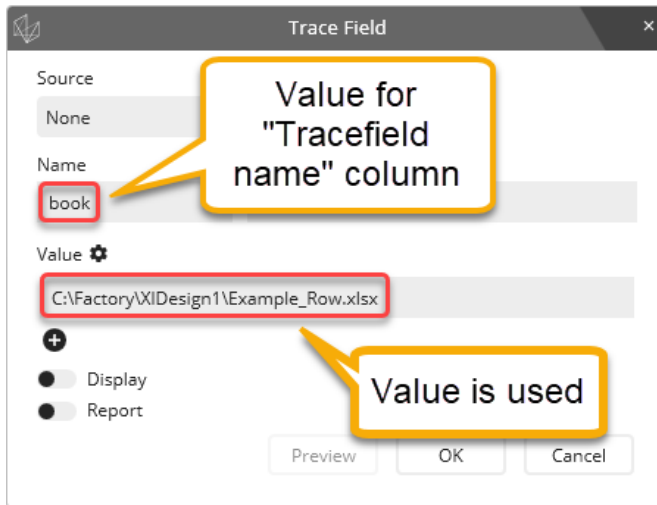 Trace Field
×
Source
None
Value for
"Tracefield
name" column
Name
book
Value
C:\Factory\XIDesign1\Example_Row.xlsx
Display
Value is used
Report
Preview
OK
Cancel